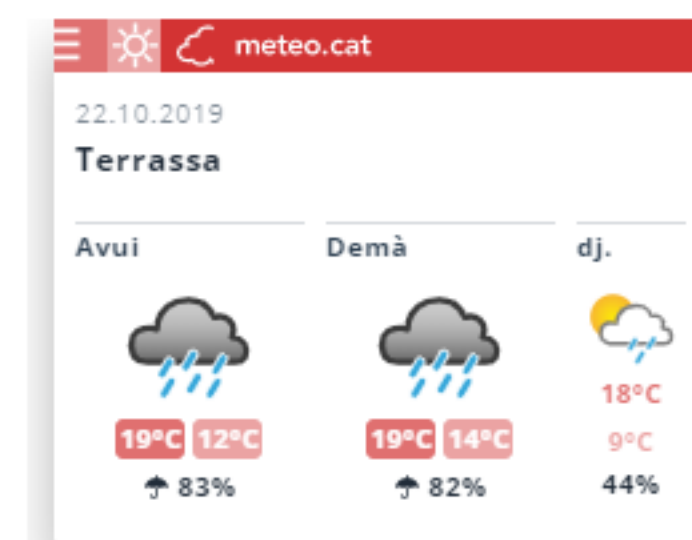 meteo.cat
22.10.2019
Terrassa
Avui
Demà
dj.
19ºC 12ºC
19ºC 14ºC
18ºC
9ºC
83%
82%
44%